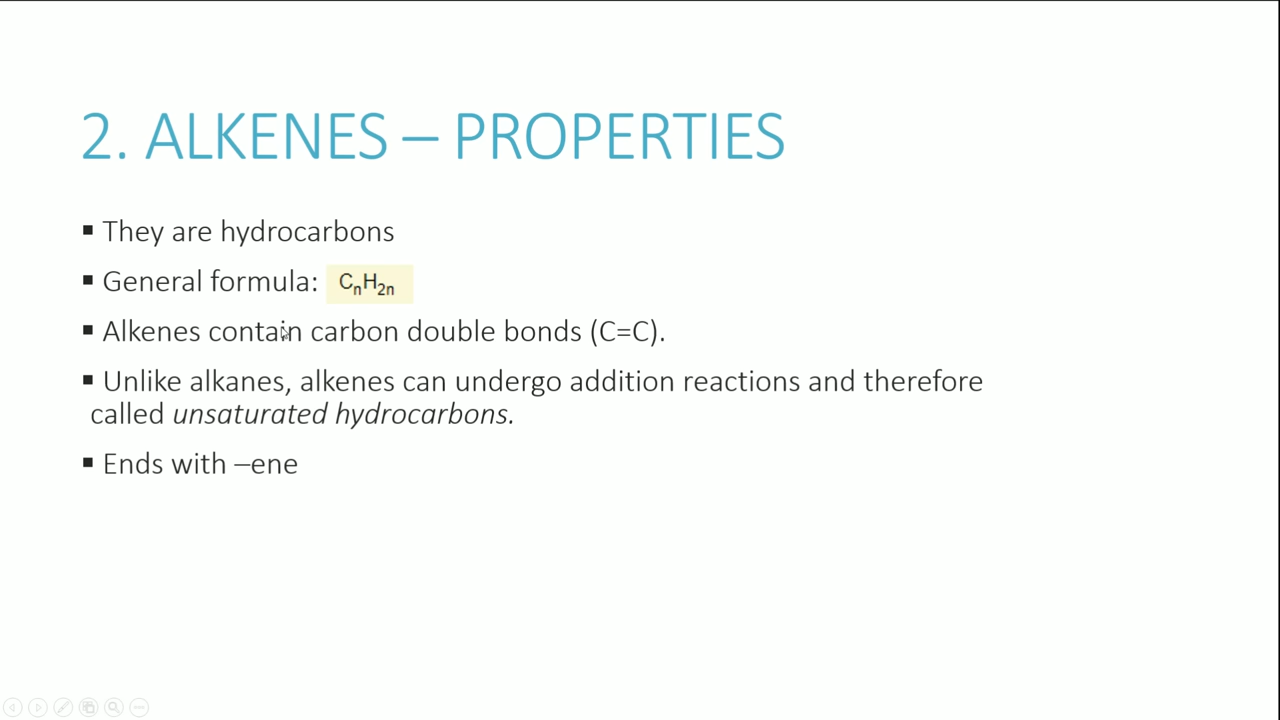 2. ALKENES – PROPERTIES
▪ They are hydrocarbons
▪ General formula: CₙH₂ₙ
▪ Alkenes contain carbon double bonds (C=C).
▪ Unlike alkanes, alkenes can undergo addition reactions and therefore
called unsaturated hydrocarbons.
▪ Ends with –ene